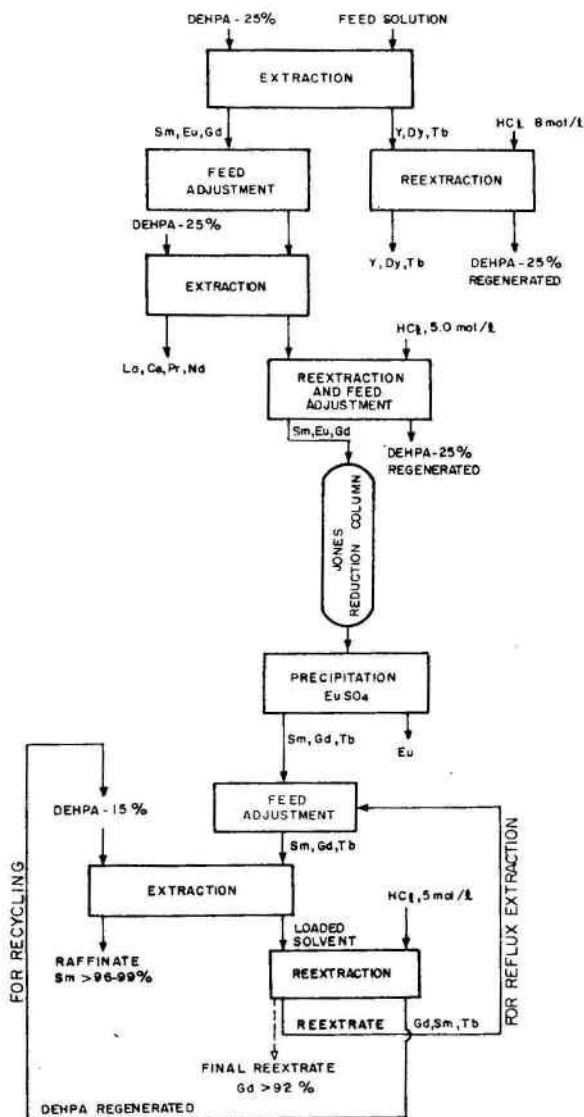 DEHPA - 25%
FEED SOLUTION
EXTRACTION
Sm, Eu, Gd
Y, Dy, Tb
HCl 8 mol/l
FEED
ADJUSTMENT
REEXTRACTION
DEHPA-25%
Y, Dy, Tb
DEHPA-25%
REGENERATED
EXTRACTION
HCl, 5.0 mol/l
La, Ce, Pr, Nd
REEXTRACTION
AND FEED
ADJUSTMENT
Sm, Eu, Gd
DEHPA-25%
REGENERATED
JONES
REDUCTION COLUMN
PRECIPITATION
EuSO4
Sm, Gd, Tb
Eu
FEED
ADJUSTMENT
DEHPA - 15%
Sm, Gd, Tb
EXTRACTION
HCl, 5 mol/l
LOADED
SOLVENT
RAFFINATE
Sm > 96-99%
REEXTRACTION
REEXTRATE
Gd, Sm, Tb
FINAL REEXTRATE
Gd > 92 %
DEHPA REGENERATED
FOR RECYCLING
FOR REFLUX EXTRACTION